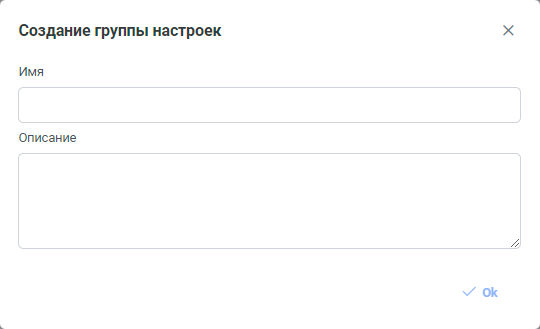 Создание группы настроек
Имя
Описание
Ok